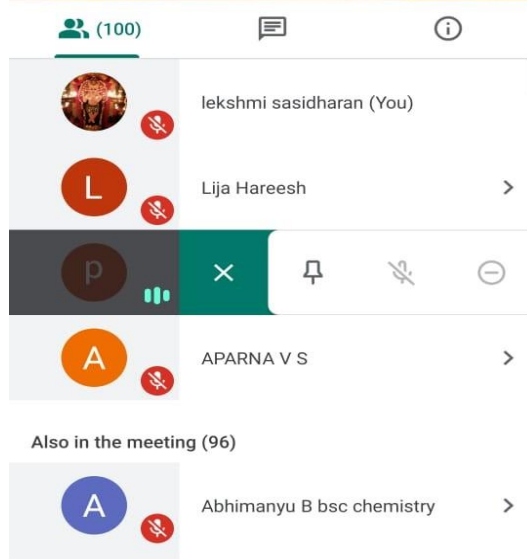 (100)
lekshmi sasidharan (You)
L
Lija Hareesh
p
A
APARNA V S
Also in the meeting (96)
A
Abhimanyu B bsc chemistry